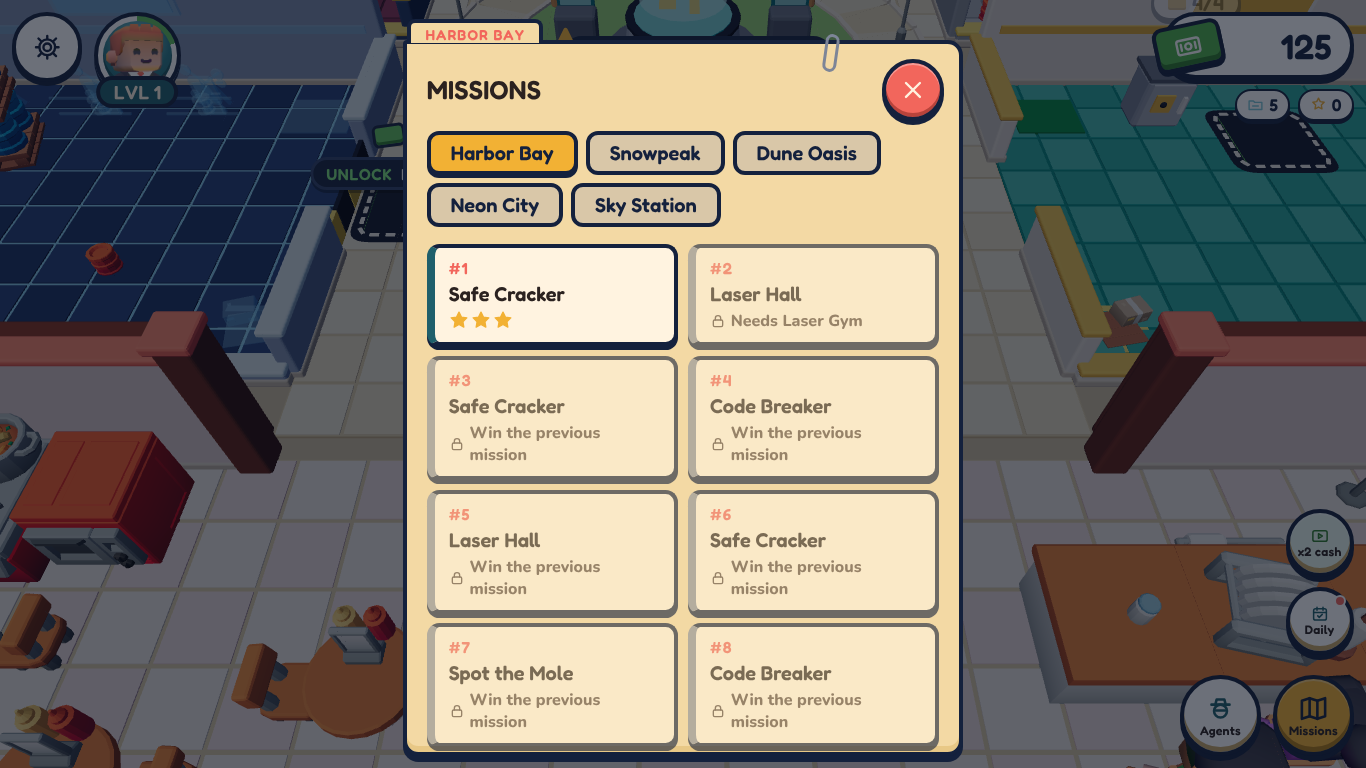 HARBOR BAY
MISSIONS
Harbor Bay
Snowpeak
Dune Oasis
Neon City
Sky Station
#1
Safe Cracker
#2
Laser Hall
Needs Laser Gym
#3
Safe Cracker
Win the previous
mission
#4
Code Breaker
Win the previous
mission
#5
Laser Hall
Win the previous
mission
#6
Safe Cracker
Win the previous
mission
#7
Spot the Mole
Win the previous
mission
#8
Code Breaker
Win the previous
mission
LVL 1
UNLOCK
4/4
125
5
0
x2 cash
Daily
Agents
Missions